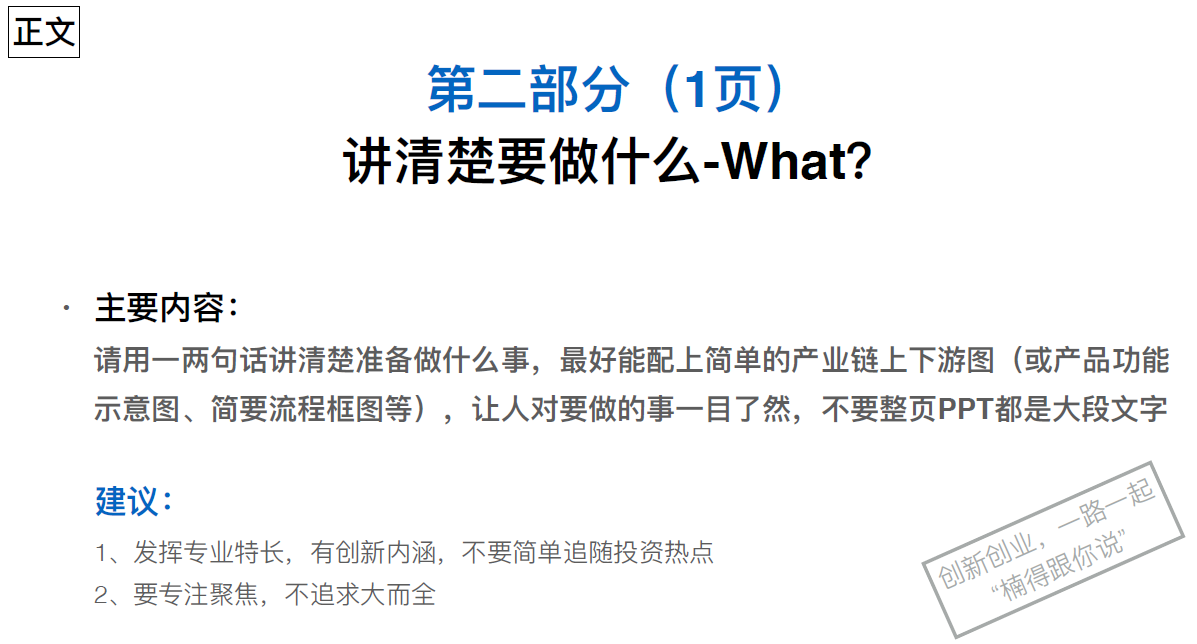 正文
第二部分（1页）
讲清楚要做什么-What？
· 主要内容：
请用一两句话讲清楚准备做什么事，最好能配上简单的产业链上下游图（或产品功能
示意图、简要流程框图等），让人对要做的事一目了然，不要整页PPT都是大段文字
建议：
1、发挥专业特长，有创新内涵，不要简单追随投资热点
2、要专注聚焦，不追求大而全
创新创业，一路一起
“楠得跟你说”